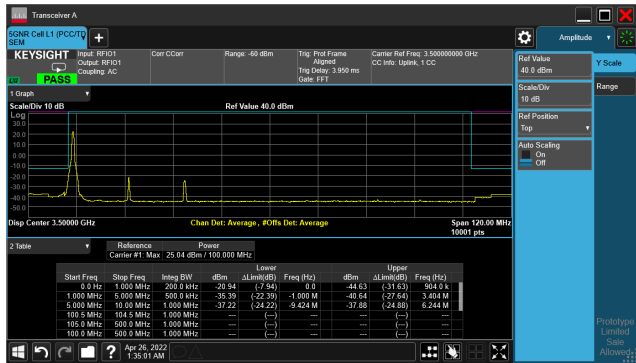 Transceiver A
5GNR Cell:L1 (PCC/TD
SEM
+
Amplitude
KEYSIGHT
LXI
PASS
Input: RFIO1
Output: RFIO1
Coupling: AC
Corr CCorr
Range: -60 dBm
Trig: Prot Frame
Aligned
Trig Delay: 3.950 ms
Gate: FFT
Carrier Ref Freq: 3.500000000 GHz
CC Info: Uplink, 1 CC
Ref Value
40.0 dBm
Y Scale
Scale/Div
10 dB
Range
Ref Position
Top
Auto Scaling
On
Off
1 Graph
Scale/Div 10 dB
Ref Value 40.0 dBm
Log
30.0
20.0
10.0
0.00
-10.0
-20.0
-30.0
-40.0
-50.0
Disp Center 3.50000 GHz
Chan Det: Average , #Offs Det: Average
Span 120.00 MHz
10001 pts
2 Table
Reference Power
Carrier #1: Max 25.04 dBm / 100.000 MHz
Lower Upper
Start Freq Stop Freq Integ BW dBm ΔLimit(dB) Freq (Hz) dBm ΔLimit(dB) Freq (Hz)
0.0 Hz 1.000 MHz 200.0 kHz -20.94 (-7.94) 0.0 -44.63 (-31.63) 904.0 k
1.000 MHz 5.000 MHz 500.0 kHz -35.39 (-22.39) -1.000 M -40.64 (-27.64) 3.404 M
5.000 MHz 10.00 MHz 1.000 MHz -37.22 (-24.22) -9.424 M -37.88 (-24.88) 6.244 M
100.5 MHz 104.5 MHz 1.000 MHz --- (---) --- (---) ---
105.0 MHz 500.0 MHz 1.000 MHz --- (---) --- (---) ---
100.0 MHz 500.0 MHz 1.000 MHz --- (---) --- (---) ---
Prototype
Limited
Sale
Allowed
?
Apr 26, 2022
1:35:01 AM